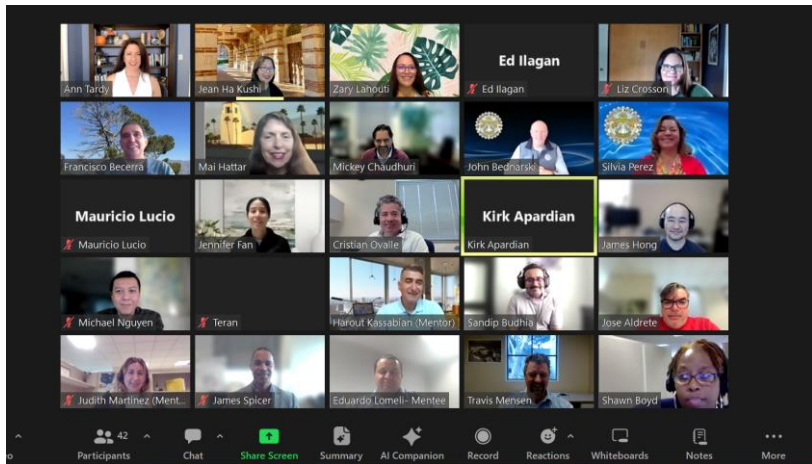 Ann Tardy
Jean Ha Kushi
Zary Lahouti
Ed Ilagan
Ed Ilagan
Liz Crosson
Francisco Becerra
Mai Hattar
Mickey Chaudhuri
John Bednarski
Silvia Perez
Mauricio Lucio
Mauricio Lucio
Jennifer Fan
Cristian Ovalle
Kirk Apardian
Kirk Apardian
James Hong
Michael Nguyen
Teran
Harout Kassabian (Mentor)
Sandip Budhia
Jose Aldrete
Judith Martinez (Ment...
James Spicer
Eduardo Lomeli- Mentee
Travis Mensen
Shawn Boyd
eo
42
Participants
Chat
Share Screen
Summary
AI Companion
Record
Reactions
Whiteboards
Notes
More